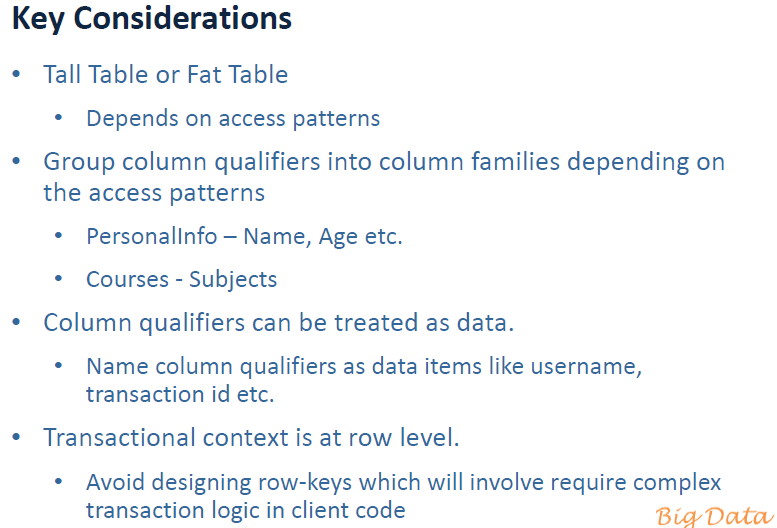 Key Considerations
• Tall Table or Fat Table
• Depends on access patterns
• Group column qualifiers into column families depending on
the access patterns
• PersonalInfo – Name, Age etc.
• Courses - Subjects
• Column qualifiers can be treated as data.
• Name column qualifiers as data items like username,
transaction id etc.
• Transactional context is at row level.
• Avoid designing row-keys which will involve require complex
transaction logic in client code
Big Data